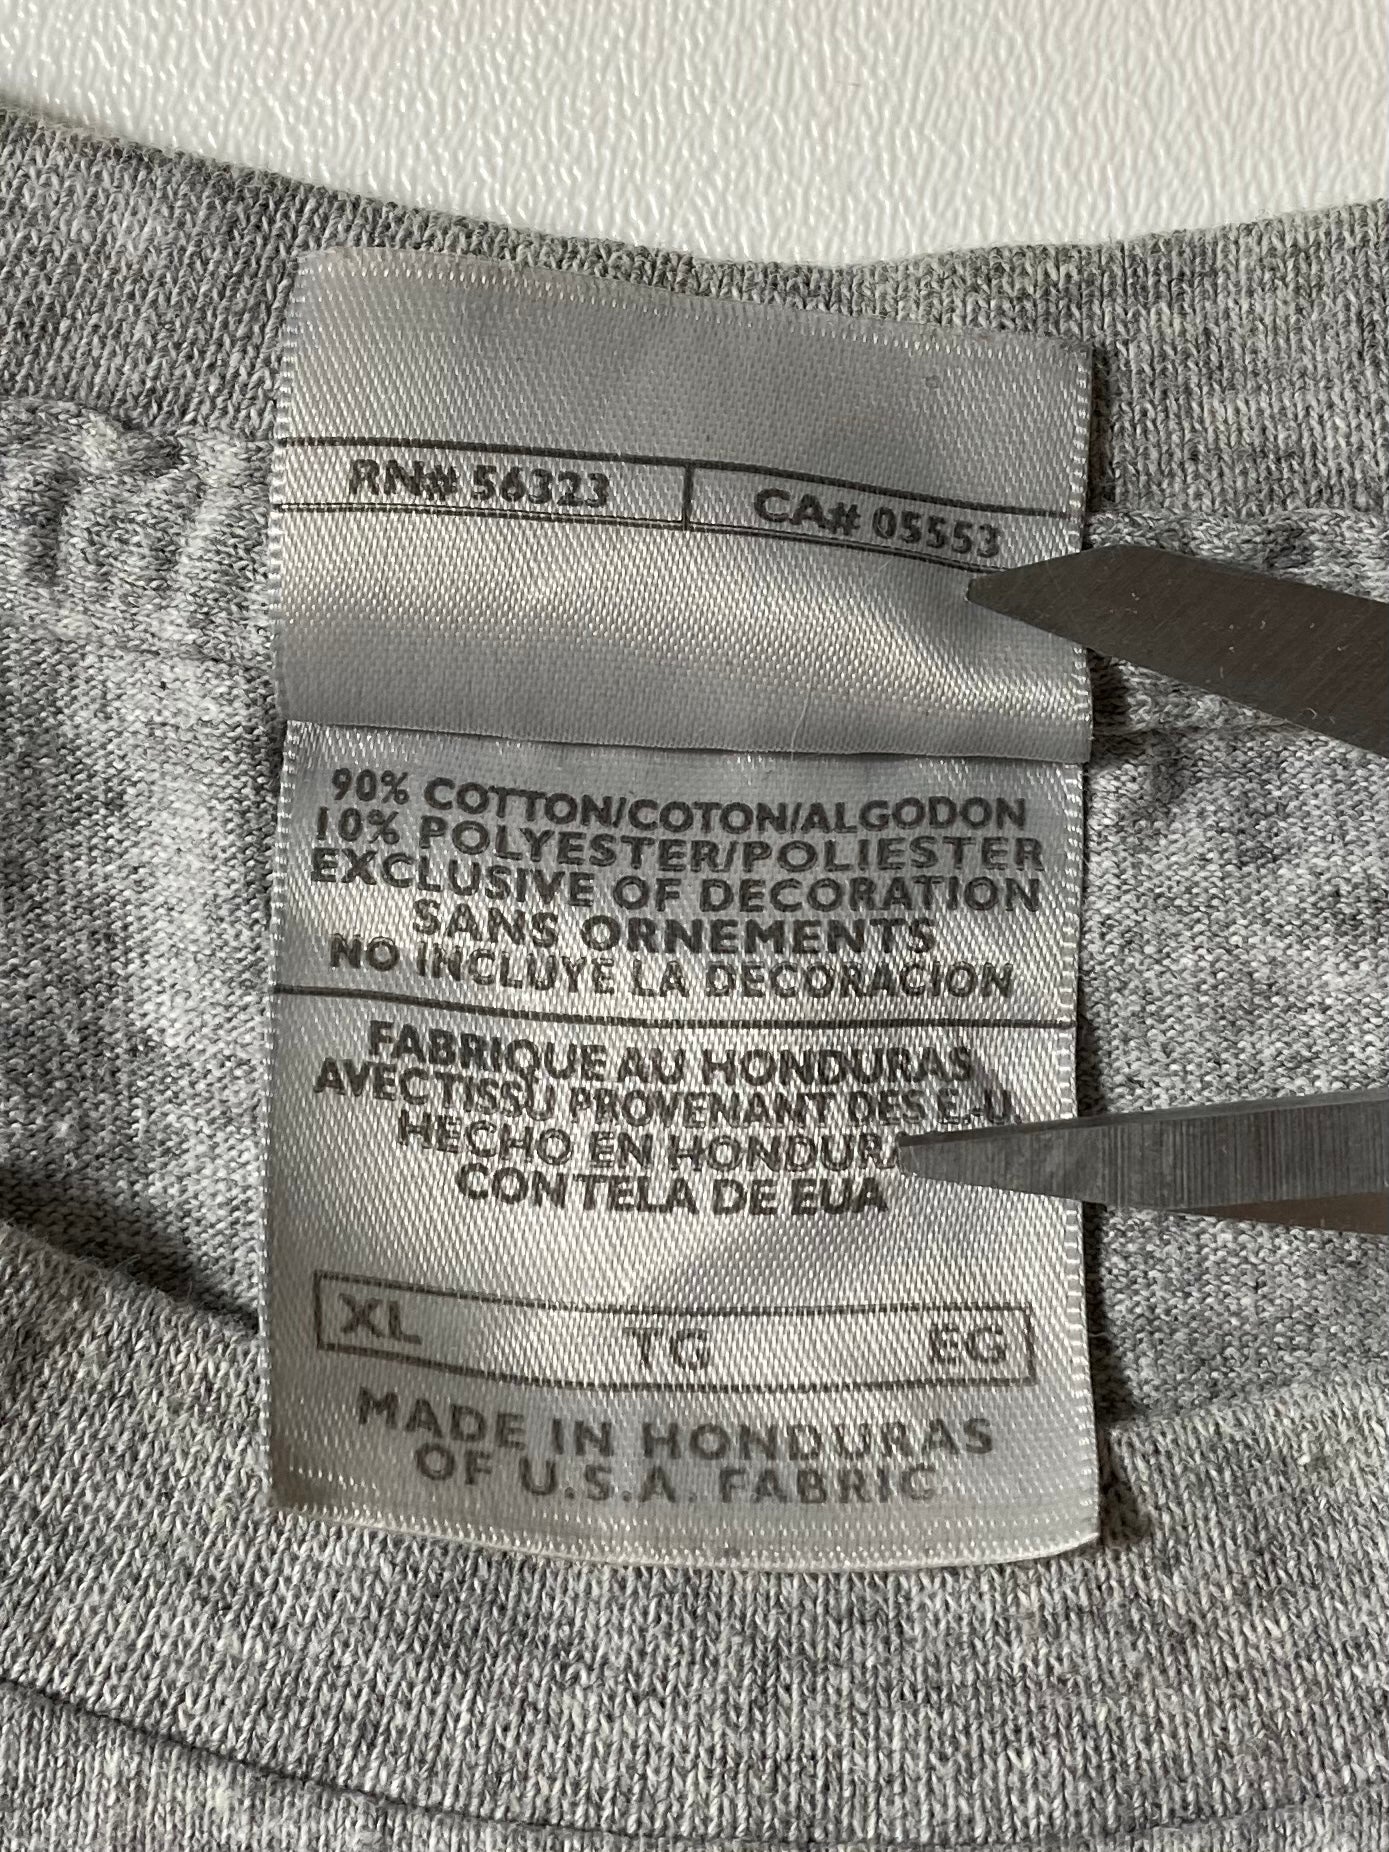 RN# 56323 CA# 05553
90% COTTON/COTON/ALGODON
10% POLYESTER/POLIESTER
EXCLUSIVE OF DECORATION
SANS ORNEMENTS
NO INCLUYE LA DECORACION
FABRIQUE AU HONDURAS
AVEC TISSU PROVENANT DES E.-U.
HECHO EN HONDURA
CON TELA DE EUA
XL TG EG
MADE IN HONDURAS
OF U.S.A. FABRIC